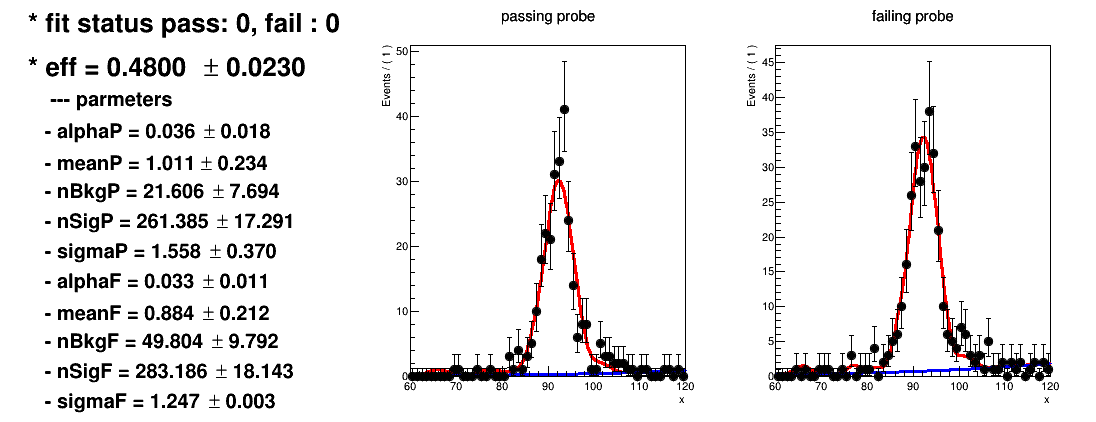 * fit status pass: 0, fail : 0
* eff = 0.4800 ± 0.0230
--- parmeters
- alphaP = 0.036 ± 0.018
- meanP = 1.011 ± 0.234
- nBkgP = 21.606 ± 7.694
- nSigP = 261.385 ± 17.291
- sigmaP = 1.558 ± 0.370
- alphaF = 0.033 ± 0.011
- meanF = 0.884 ± 0.212
- nBkgF = 49.804 ± 9.792
- nSigF = 283.186 ± 18.143
- sigmaF = 1.247 ± 0.003
passing probe
Events / ( 1 )
50
40
30
20
10
0
60 70 80 90 100 110 120
x
failing probe
Events / ( 1 )
45
40
35
30
25
20
15
10
5
0
60 70 80 90 100 110 120
x